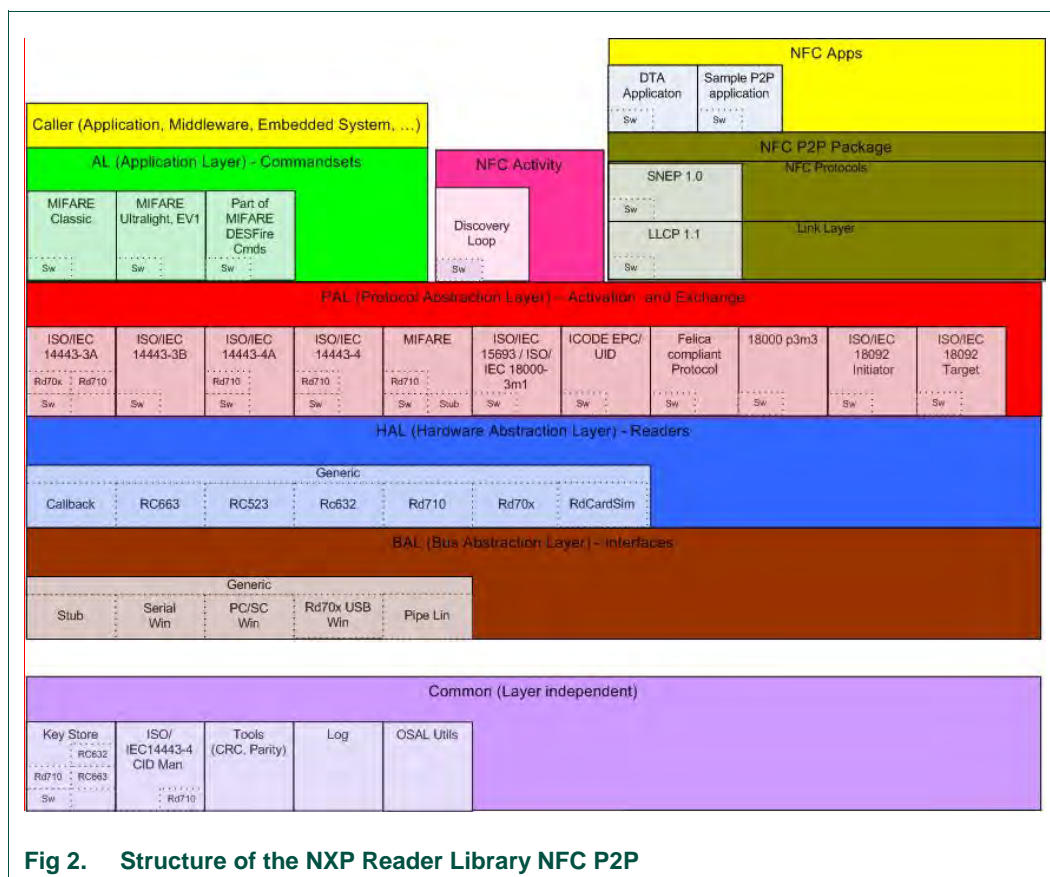 NFC Apps
DTA
Applicaton
Sw
Sample P2P
application
Sw
Caller (Application, Middleware, Embedded System, ...)
NFC P2P Package
AL (Application Layer) - Commandsets
NFC Activity
NFC Protocols
SNEP 1.0
Sw
MIFARE
Classic
Sw
MIFARE
Ultralight, EV1
Sw
Part of
MIFARE
DESFire
Cmds
Sw
Discovery
Loop
Sw
Link Layer
LLCP 1.1
Sw
PAL (Protocol Abstraction Layer) – Activation and Exchange
ISO/IEC
14443-3A
Rd70x Rd710
Sw
ISO/IEC
14443-3B
Sw
ISO/IEC
14443-4A
Rd710
Sw
ISO/IEC
14443-4
Rd710
Sw
MIFARE
Rd710
Sw Stub
ISO/IEC
15693 / ISO/
IEC 18000-
3m1
Sw
ICODE EPC/
UID
Sw
Felica
compliant
Protocol
Sw
18000 p3m3
Sw
ISO/IEC
18092
Initiator
Sw
ISO/IEC
18092
Target
Sw
HAL (Hardware Abstraction Layer) - Readers
Generic
Callback
RC663
RC523
Rc632
Rd710
Rd70x
RdCardSim
BAL (Bus Abstraction Layer) - Interfaces
Generic
Stub
Serial
Win
PC/SC
Win
Rd70x USB
Win
Pipe Lin
Common (Layer independent)
Key Store
RC632
Rd710 RC663
Sw
ISO/
IEC14443-4
CID Man
Rd710
Tools
(CRC, Parity)
Log
OSAL Utils
Fig 2. Structure of the NXP Reader Library NFC P2P